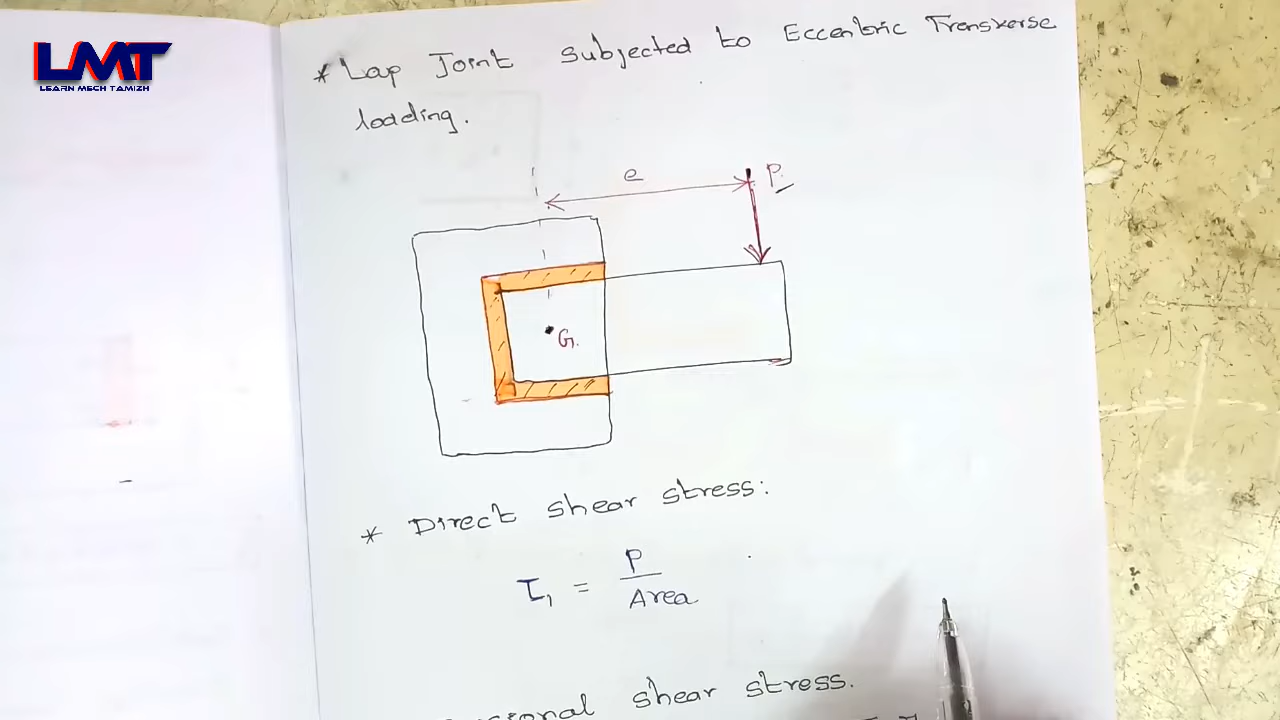 LMT
LEARN MECH TAMIZH
* Lap Joint Subjected to Eccentric Transverse
loading.
e
P.
G.
* Direct shear stress:
τ₁ = P / Area
shear stress.